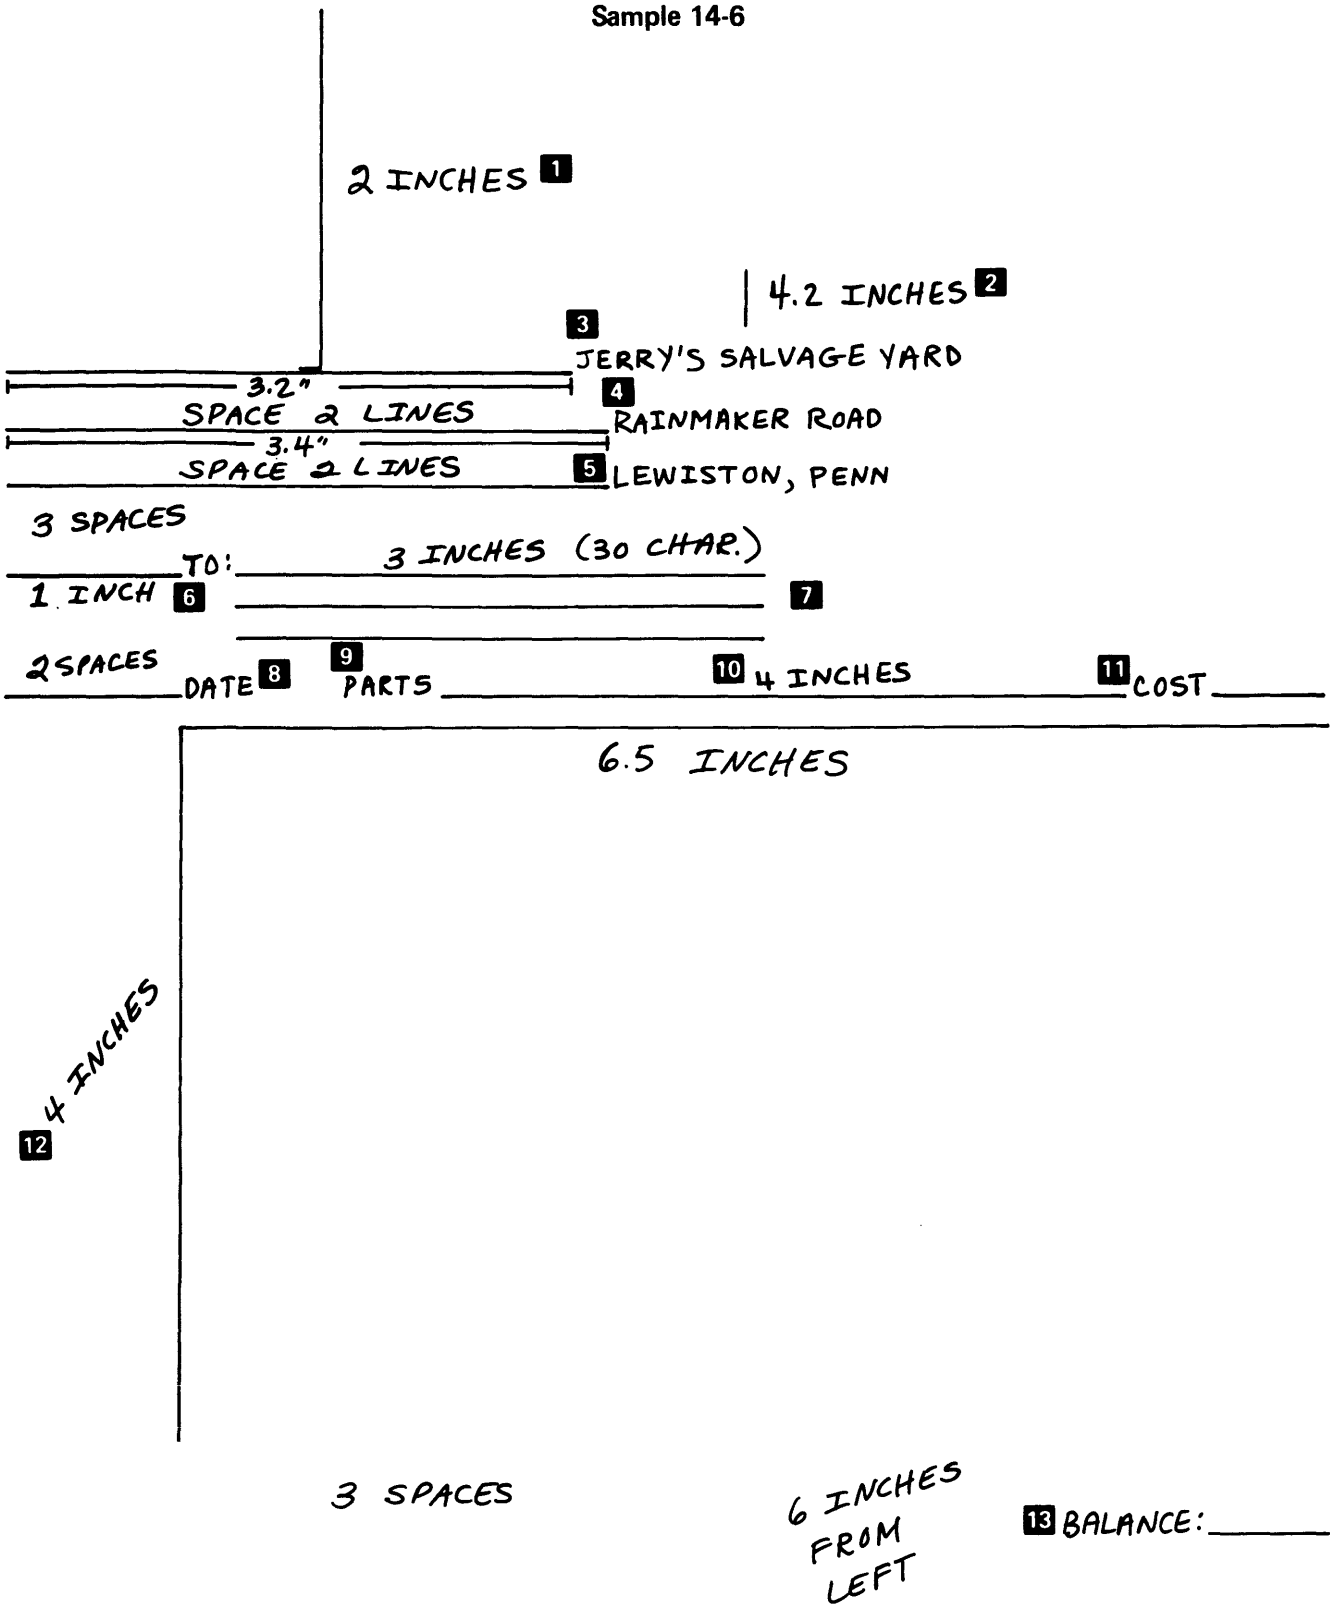 Sample 14-6
2 INCHES 1
4.2 INCHES 2
3
JERRY'S SALVAGE YARD
3.2" 4
SPACE 2 LINES RAINMAKER ROAD
3.4"
SPACE 2 LINES 5 LEWISTON, PENN
3 SPACES
TO: 3 INCHES (30 CHAR.)
1 INCH 6 7
2 SPACES DATE 8 9 PARTS 10 4 INCHES 11 COST
6.5 INCHES
4 INCHES
12
3 SPACES
6 INCHES
FROM
LEFT
13 BALANCE: